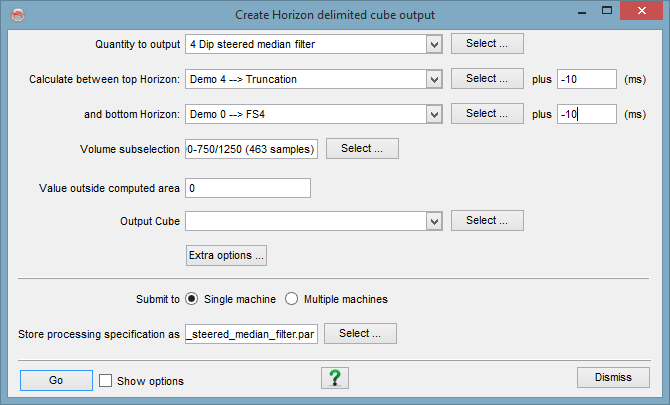 Create Horizon delimited cube output
Quantity to output 4 Dip steered median filter Select ...
Calculate between top Horizon: Demo 4 --> Truncation Select ... plus -10 (ms)
and bottom Horizon: Demo 0 --> FS4 Select ... plus -10 (ms)
Volume subselection 00-750/1250 (463 samples) Select ...
Value outside computed area 0
Output Cube Select ...
Extra options ...
Submit to Single machine Multiple machines
Store processing specification as _steered_median_filter.par Select ...
Go Show options ? Dismiss